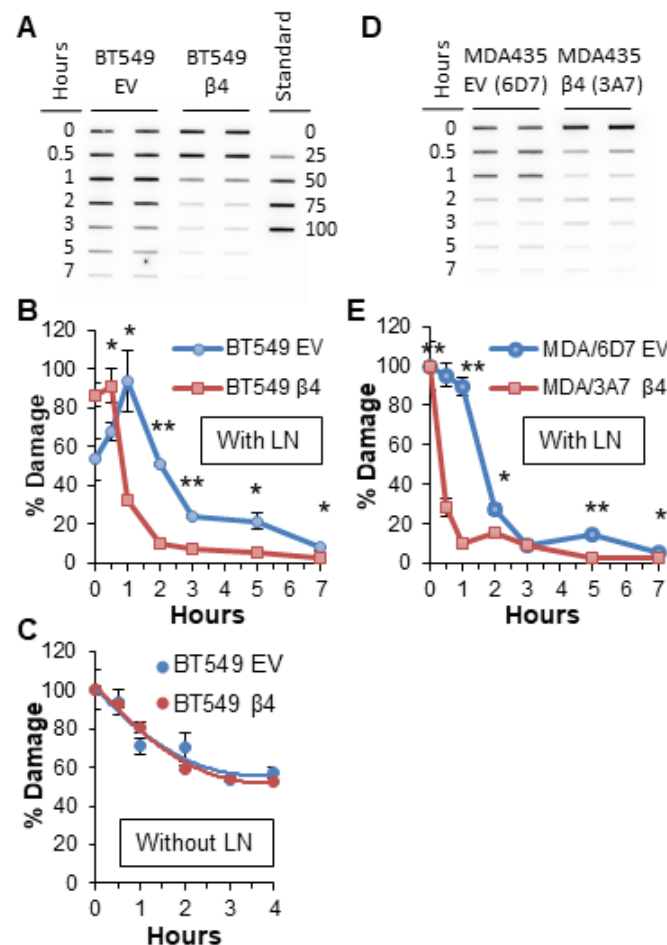 A
Hours
BT549 EV
BT549 β4
Standard
0
0.5
1
2
3
5
7
0
25
50
75
100
D
Hours
MDA435 EV (6D7)
MDA435 β4 (3A7)
0
0.5
1
2
3
5
7
B
% Damage
120
100
80
60
40
20
0
* * ** ** * *
BT549 EV
BT549 β4
With LN
0 1 2 3 4 5 6 7
Hours
E
% Damage
120
100
80
60
40
20
0
** ** * ** *
MDA/6D7 EV
MDA/3A7 β4
With LN
0 1 2 3 4 5 6 7
Hours
C
% Damage
120
100
80
60
40
20
0
BT549 EV
BT549 β4
Without LN
0 1 2 3 4
Hours